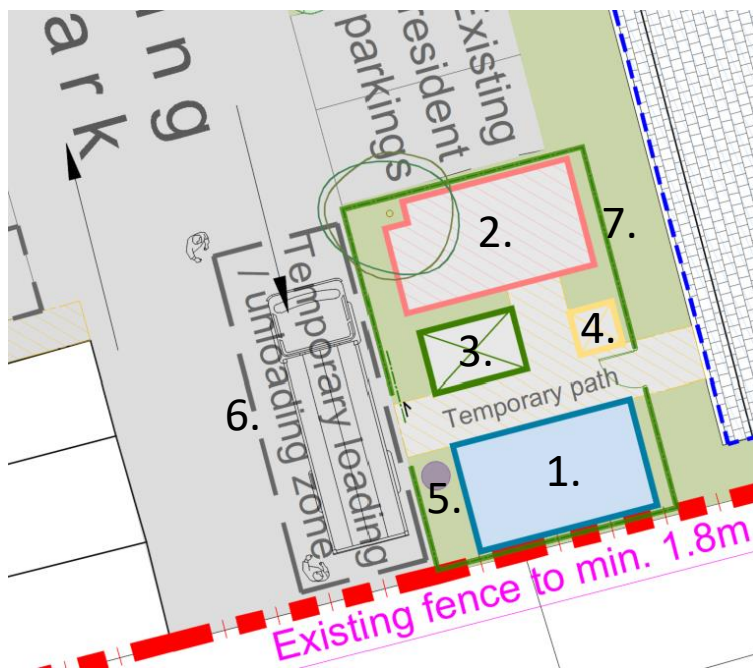 ing
ark
Existing
resident
parkings
2.
7.
3.
4.
Temporary path
6.
Temporary loading
/ unloading zone
5.
1.
Existing fence to min. 1.8m